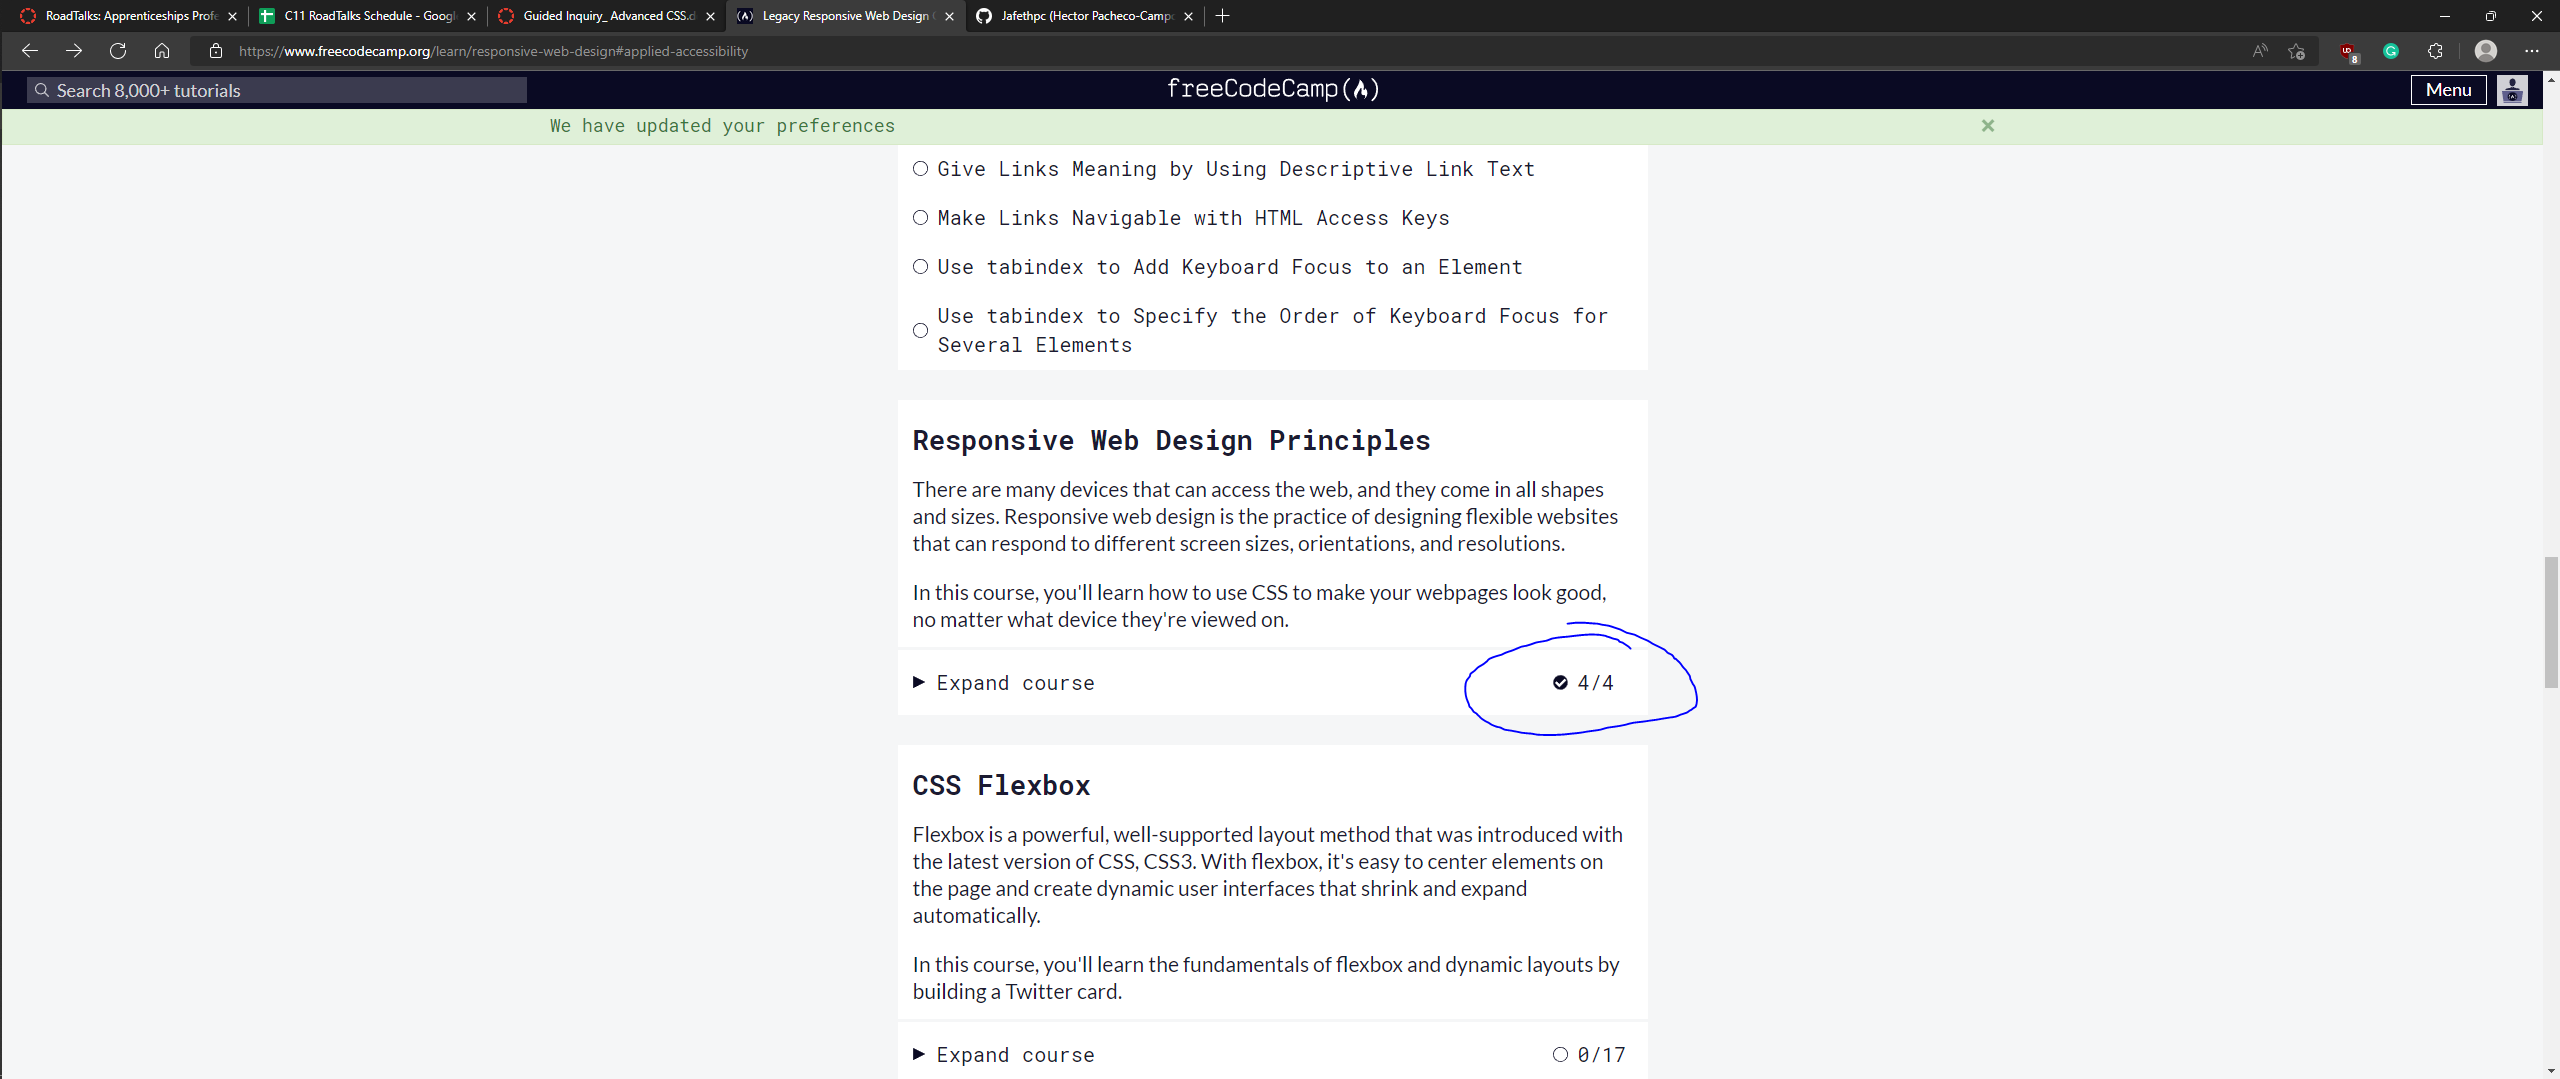 RoadTalks: Apprenticeships Profe
C11 RoadTalks Schedule - Google
Guided Inquiry_ Advanced CSS.d
Legacy Responsive Web Design
Jafethpc (Hector Pacheco-Campo
https://www.freecodecamp.org/learn/responsive-web-design#applied-accessibility
8
Search 8,000+ tutorials
freeCodeCamp
Menu
We have updated your preferences
Give Links Meaning by Using Descriptive Link Text
Make Links Navigable with HTML Access Keys
Use tabindex to Add Keyboard Focus to an Element
Use tabindex to Specify the Order of Keyboard Focus for
Several Elements
Responsive Web Design Principles
There are many devices that can access the web, and they come in all shapes
and sizes. Responsive web design is the practice of designing flexible websites
that can respond to different screen sizes, orientations, and resolutions.
In this course, you'll learn how to use CSS to make your webpages look good,
no matter what device they're viewed on.
Expand course 4/4
CSS Flexbox
Flexbox is a powerful, well-supported layout method that was introduced with
the latest version of CSS, CSS3. With flexbox, it's easy to center elements on
the page and create dynamic user interfaces that shrink and expand
automatically.
In this course, you'll learn the fundamentals of flexbox and dynamic layouts by
building a Twitter card.
Expand course 0/17